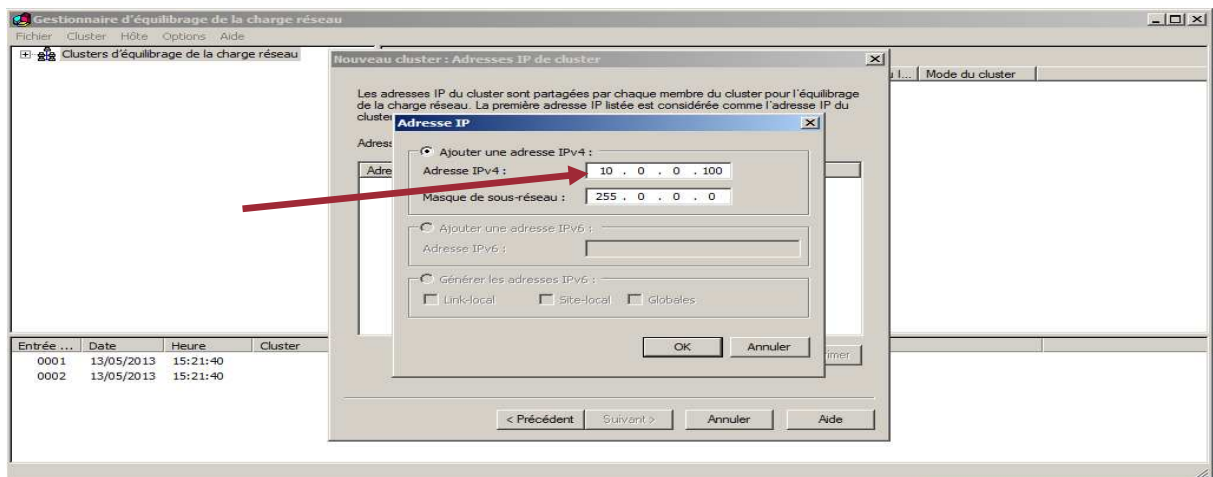 Gestionnaire d'équilibrage de la charge réseau
Fichier Cluster Hôte Options Aide
Clusters d'équilibrage de la charge réseau
Nouveau cluster : Adresses IP de cluster
Mode du cluster
Les adresses IP du cluster sont partagées par chaque membre du cluster pour l'équilibrage
de la charge réseau. La première adresse IP listée est considérée comme l'adresse IP du
Adresse IP
Ajouter une adresse IPv4 :
Adresse IPv4 : 10 . 0 . 0 . 100
Masque de sous-réseau : 255 . 0 . 0 . 0
Ajouter une adresse IPv6 :
Adresse IPv6 :
Générer les adresses IPv6 :
Link-local Site-local Globales
OK Annuler
Entrée ... Date Heure Cluster
0001 13/05/2013 15:21:40
0002 13/05/2013 15:21:40
< Précédent Suivant > Annuler Aide